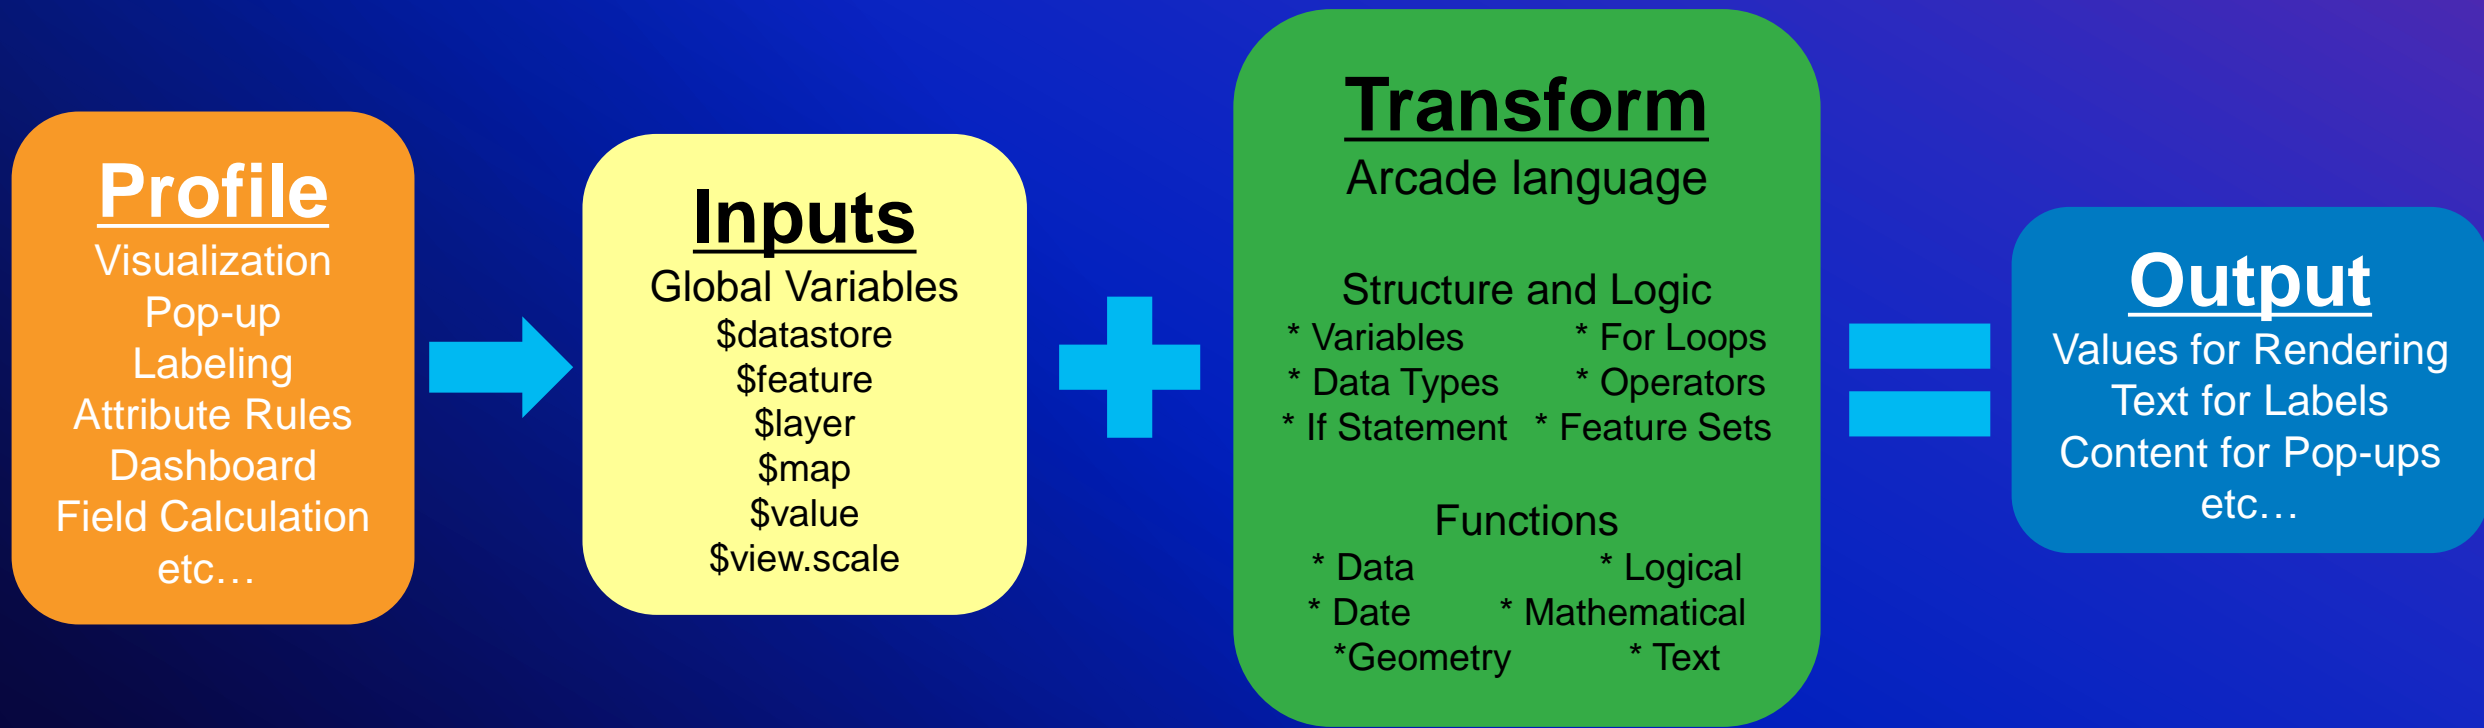 Profile
Visualization
Pop-up
Labeling
Attribute Rules
Dashboard
Field Calculation
etc…
Inputs
Global Variables
$datastore
$feature
$layer
$map
$value
$view.scale
Transform
Arcade language
Structure and Logic
* Variables * For Loops
* Data Types * Operators
* If Statement * Feature Sets
Functions
* Data * Logical
* Date * Mathematical
*Geometry * Text
Output
Values for Rendering
Text for Labels
Content for Pop-ups
etc…